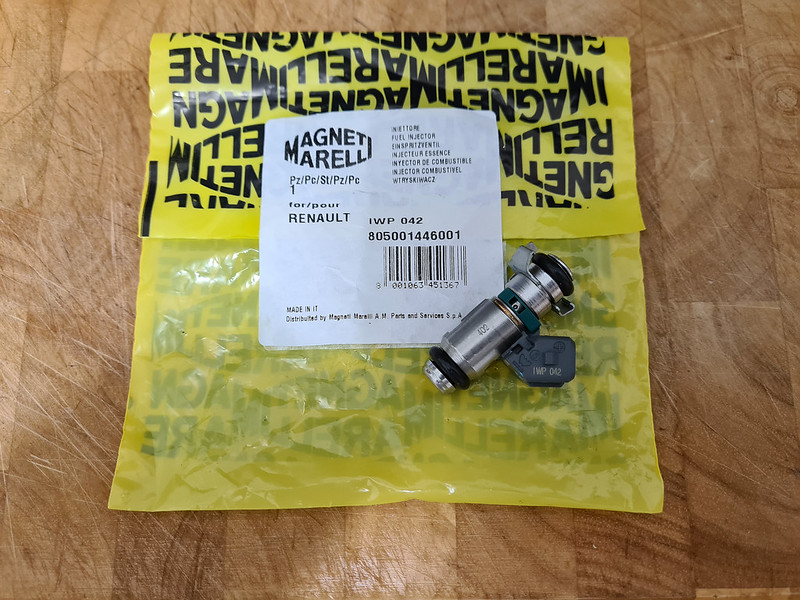 MAGNETI
MARELLI
Pz/Pc/St/Pz/Pc
1
for/pour
RENAULT
INIETTORE
FUEL INJECTOR
EINSPRITZVENTIL
INJECTEUR ESSENCE
INYECTOR DE COMBUSTIBLE
INJECTOR COMBUSTIVEL
WTRYSKIWACZ
IWP 042
805001446001
8 001063 451367
MADE IN IT
Distributed by Magneti Marelli A.M. Parts and Services S.p.A
402
IWP 042